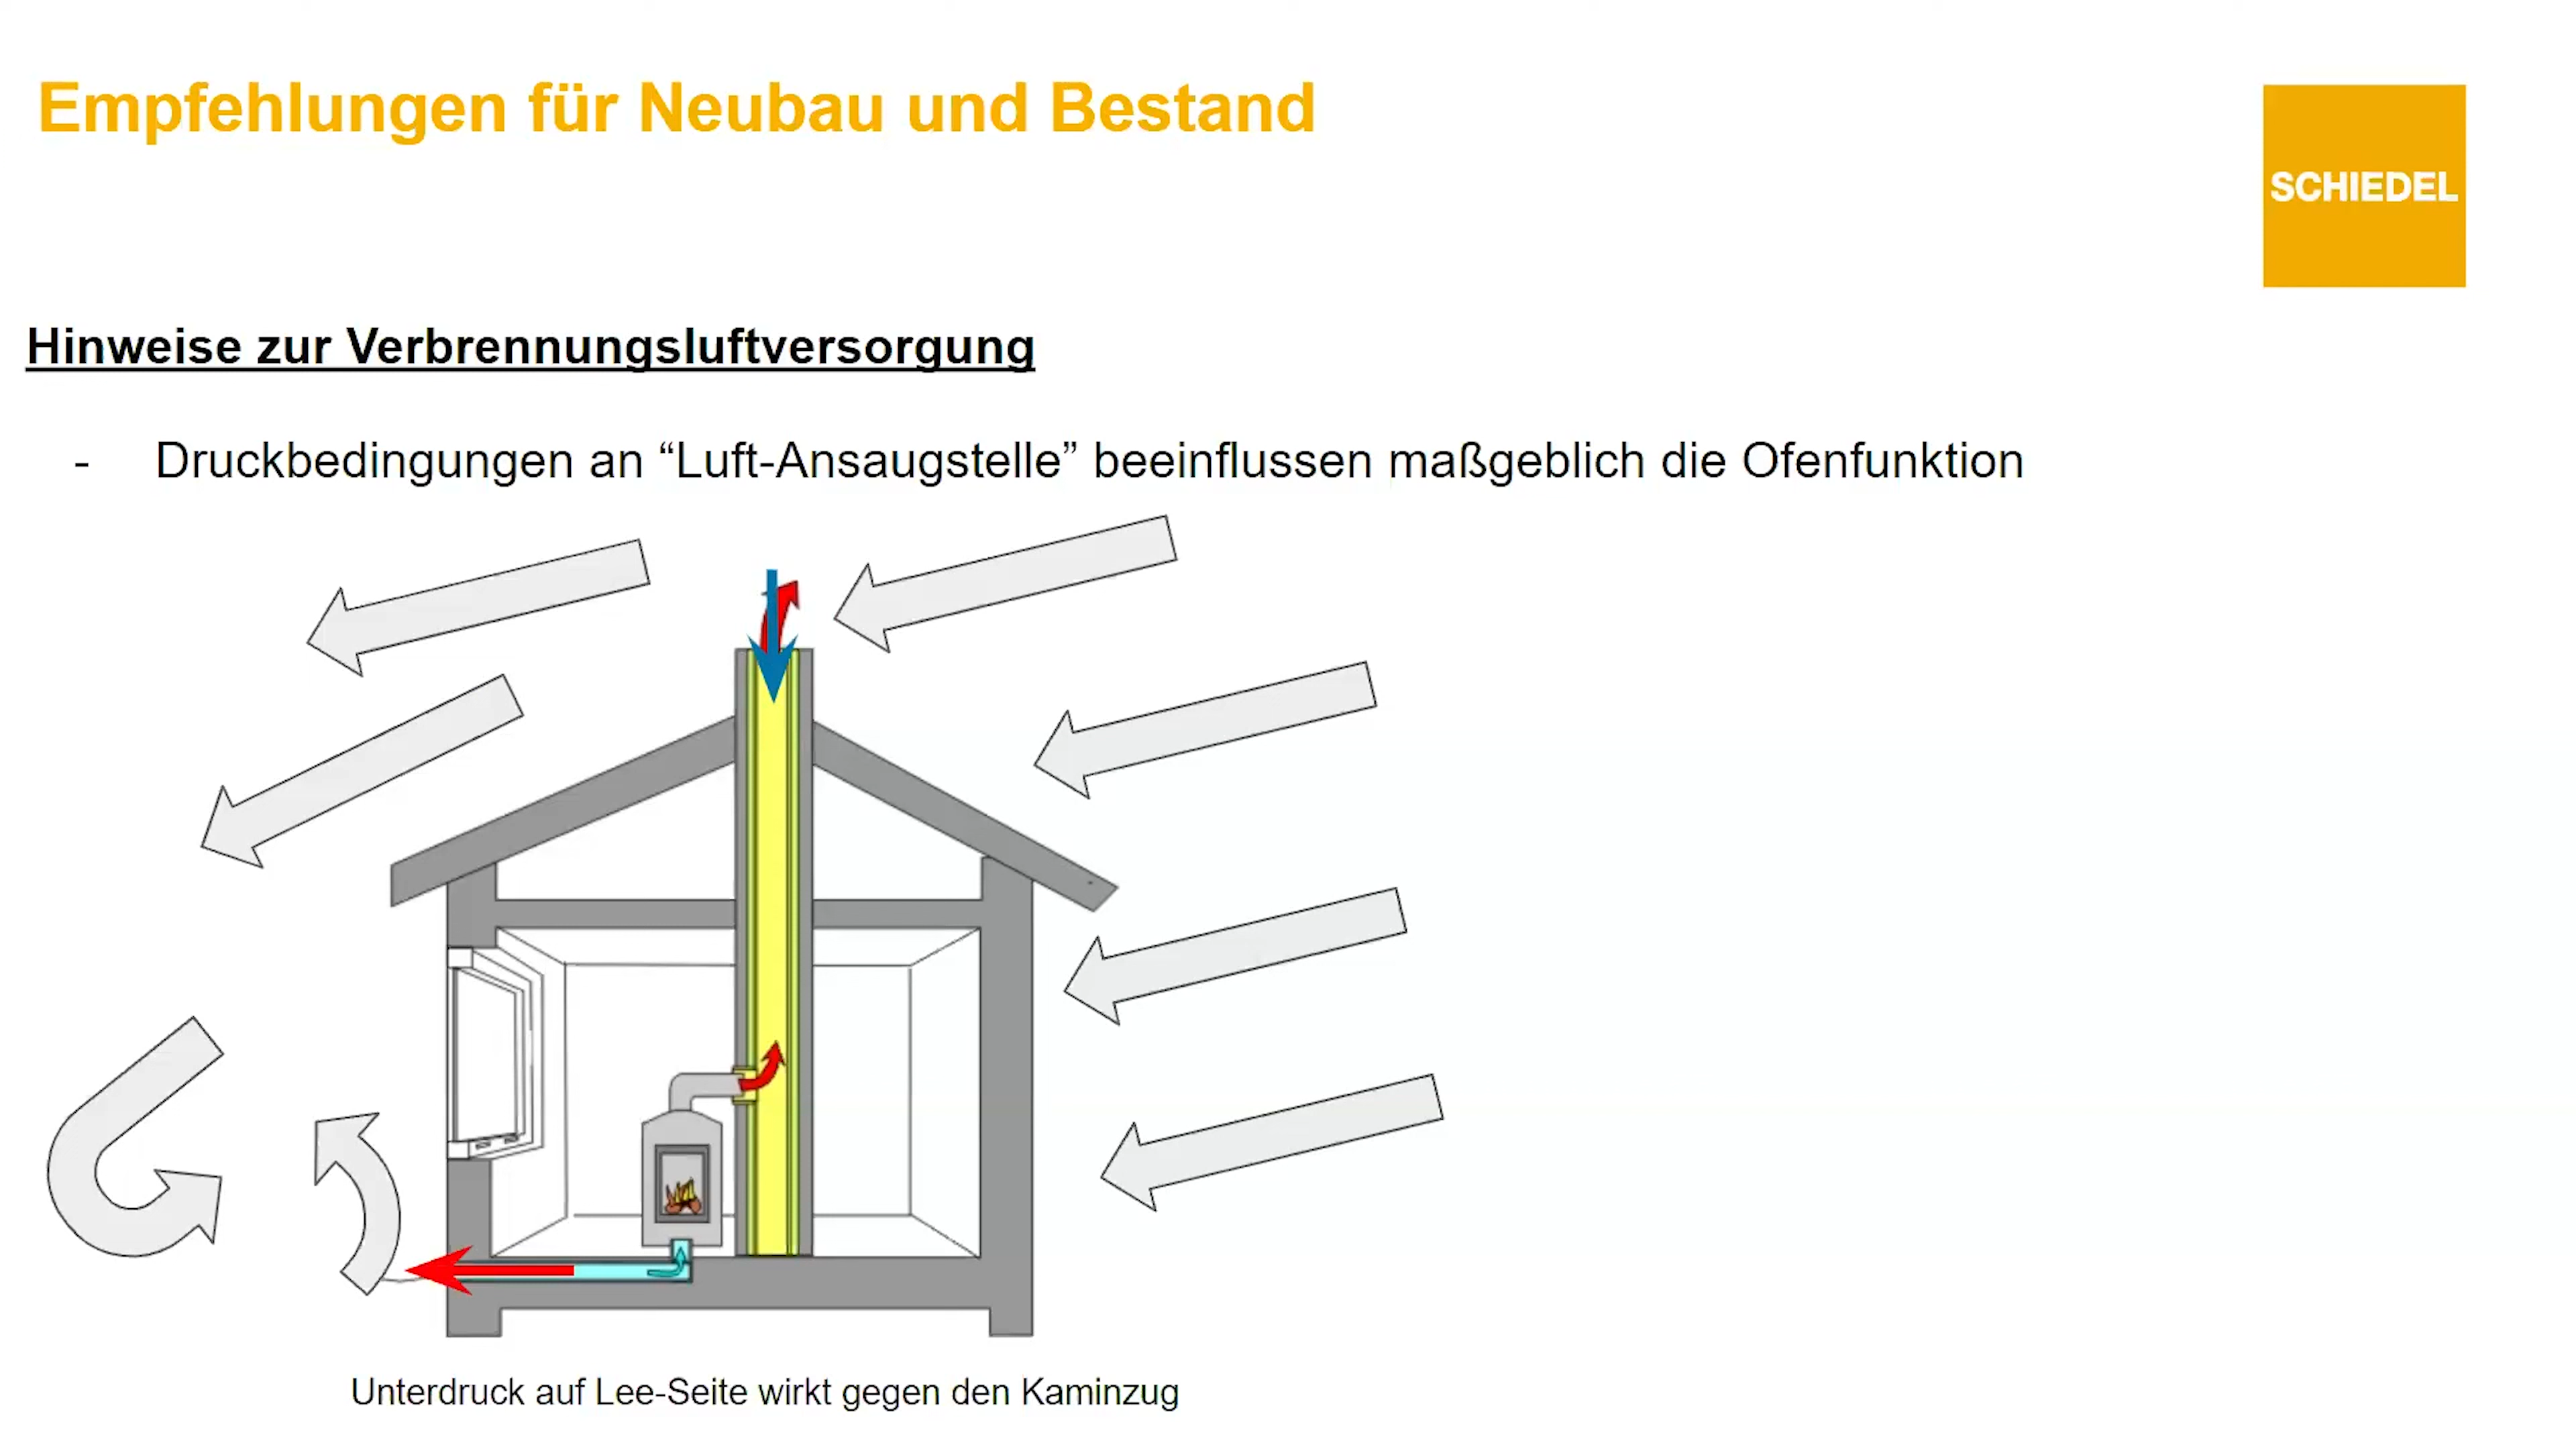 Empfehlungen für Neubau und Bestand
SCHIEDEL
Hinweise zur Verbrennungsluftversorgung
- Druckbedingungen an “Luft-Ansaugstelle” beeinflussen maßgeblich die Ofenfunktion
Unterdruck auf Lee-Seite wirkt gegen den Kaminzug